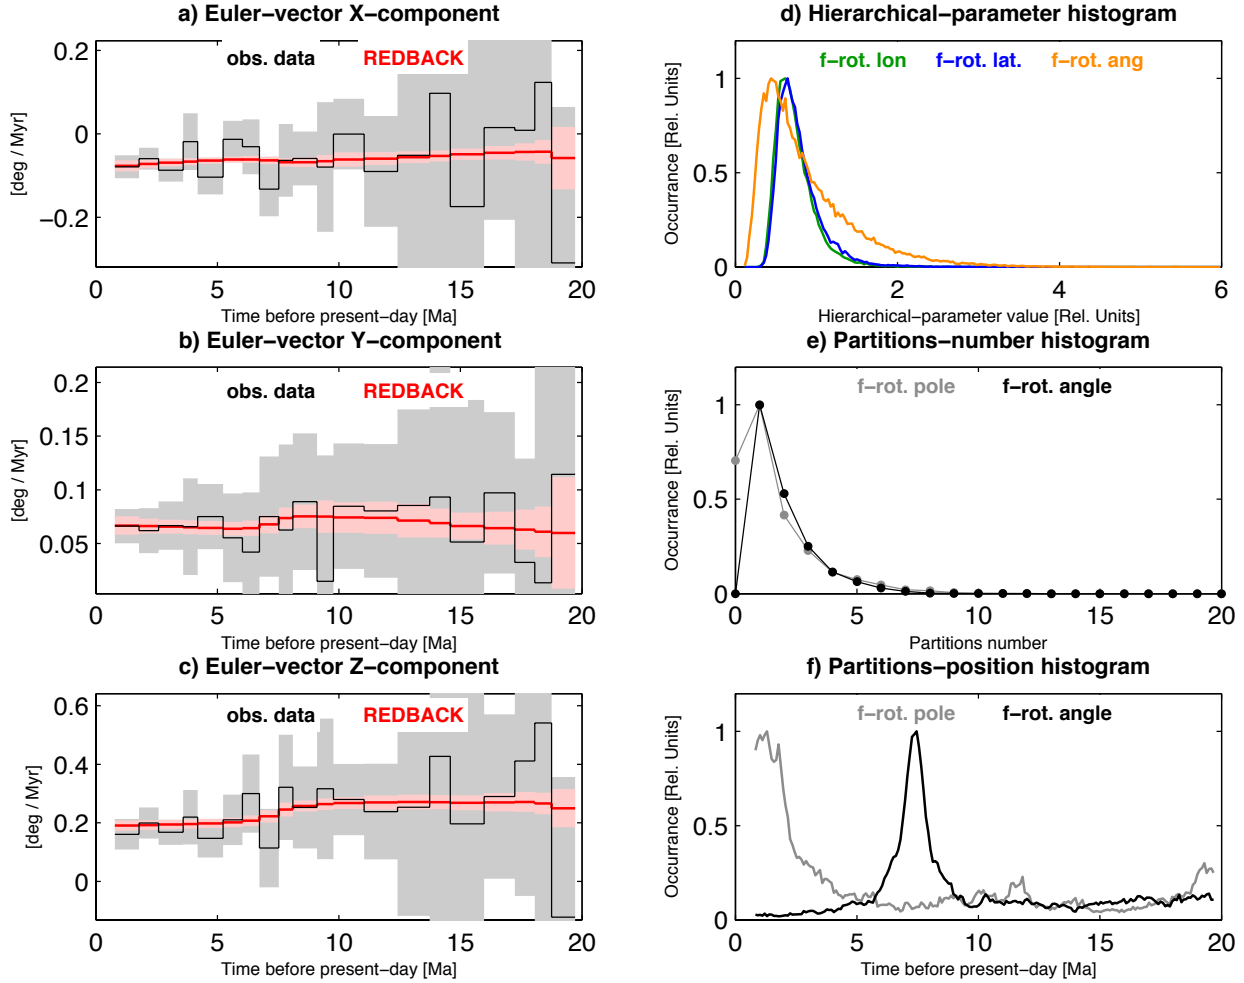 a) Euler−vector X−component
obs. data REDBACK
[deg / Myr]
0.2
0
−0.2
0 5 10 15 20
Time before present−day [Ma]
b) Euler−vector Y−component
obs. data REDBACK
[deg / Myr]
0.2
0.15
0.1
0.05
0 5 10 15 20
Time before present−day [Ma]
c) Euler−vector Z−component
obs. data REDBACK
[deg / Myr]
0.6
0.4
0.2
0
0 5 10 15 20
Time before present−day [Ma]
d) Hierarchical−parameter histogram
f−rot. lon f−rot. lat. f−rot. ang
Occurrance [Rel. Units]
1
0.5
0
0 2 4 6
Hierarchical−parameter value [Rel. Units]
e) Partitions−number histogram
f−rot. pole f−rot. angle
Occurrance [Rel. Units]
1
0.5
0
0 5 10 15 20
Partitions number
f) Partitions−position histogram
f−rot. pole f−rot. angle
Occurrance [Rel. Units]
1
0.5
0
0 5 10 15 20
Time before present−day [Ma]